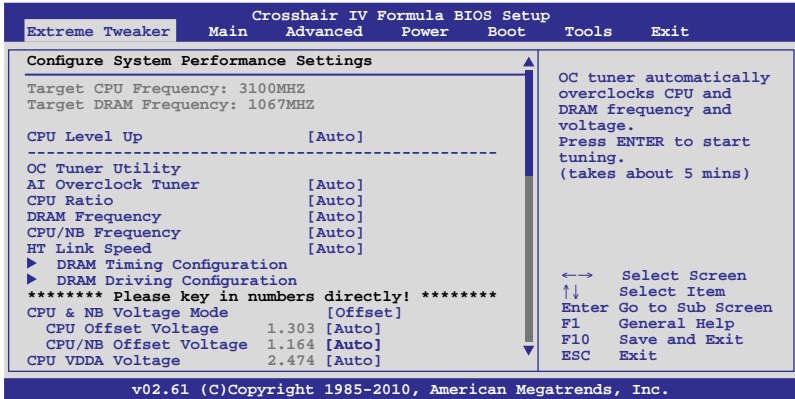 Crosshair IV Formula BIOS Setup
Extreme Tweaker Main Advanced Power Boot Tools Exit
Configure System Performance Settings
Target CPU Frequency: 3100MHZ
Target DRAM Frequency: 1067MHZ
CPU Level Up [Auto]
------------------------------------------------
OC Tuner Utility
AI Overclock Tuner [Auto]
CPU Ratio [Auto]
DRAM Frequency [Auto]
CPU/NB Frequency [Auto]
HT Link Speed [Auto]
DRAM Timing Configuration
DRAM Driving Configuration
******** Please key in numbers directly! ********
CPU & NB Voltage Mode [Offset]
CPU Offset Voltage 1.303 [Auto]
CPU/NB Offset Voltage 1.164 [Auto]
CPU VDDA Voltage 2.474 [Auto]
OC tuner automatically
overclocks CPU and
DRAM frequency and
voltage.
Press ENTER to start
tuning.
(takes about 5 mins)
←→ Select Screen
↑↓ Select Item
Enter Go to Sub Screen
F1 General Help
F10 Save and Exit
ESC Exit
v02.61 (C)Copyright 1985-2010, American Megatrends, Inc.